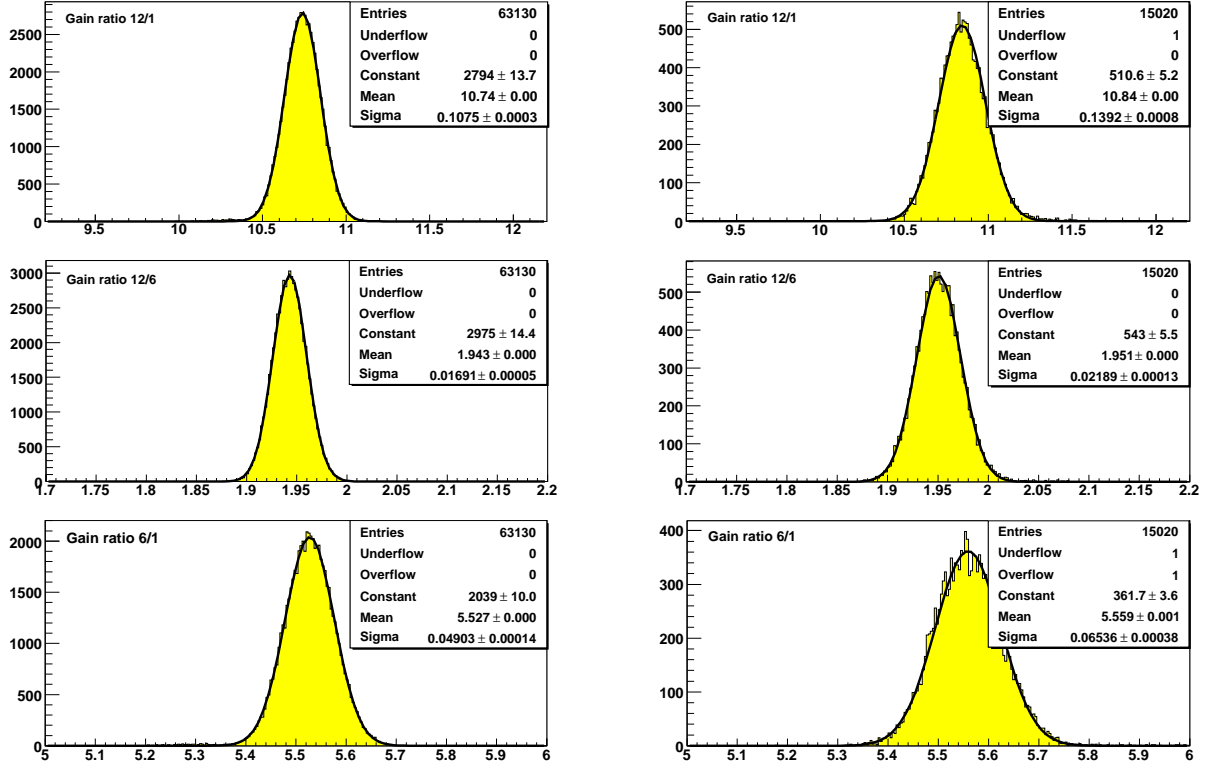 Gain ratio 12/1
Entries 63130
Underflow 0
Overflow 0
Constant 2794 ± 13.7
Mean 10.74 ± 0.00
Sigma 0.1075 ± 0.0003
2500
2000
1500
1000
500
0
9.5 10 10.5 11 11.5 12
Gain ratio 12/1
Entries 15020
Underflow 1
Overflow 0
Constant 510.6 ± 5.2
Mean 10.84 ± 0.00
Sigma 0.1392 ± 0.0008
500
400
300
200
100
0
9.5 10 10.5 11 11.5 12
Gain ratio 12/6
Entries 63130
Underflow 0
Overflow 0
Constant 2975 ± 14.4
Mean 1.943 ± 0.000
Sigma 0.01691 ± 0.00005
3000
2500
2000
1500
1000
500
0
1.7 1.75 1.8 1.85 1.9 1.95 2 2.05 2.1 2.15 2.2
Gain ratio 12/6
Entries 15020
Underflow 0
Overflow 0
Constant 543 ± 5.5
Mean 1.951 ± 0.000
Sigma 0.02189 ± 0.00013
500
400
300
200
100
0
1.7 1.75 1.8 1.85 1.9 1.95 2 2.05 2.1 2.15 2.2
Gain ratio 6/1
Entries 63130
Underflow 0
Overflow 0
Constant 2039 ± 10.0
Mean 5.527 ± 0.000
Sigma 0.04903 ± 0.00014
2000
1500
1000
500
0
5 5.1 5.2 5.3 5.4 5.5 5.6 5.7 5.8 5.9 6
Gain ratio 6/1
Entries 15020
Underflow 1
Overflow 1
Constant 361.7 ± 3.6
Mean 5.559 ± 0.001
Sigma 0.06536 ± 0.00038
400
300
200
100
0
5 5.1 5.2 5.3 5.4 5.5 5.6 5.7 5.8 5.9 6